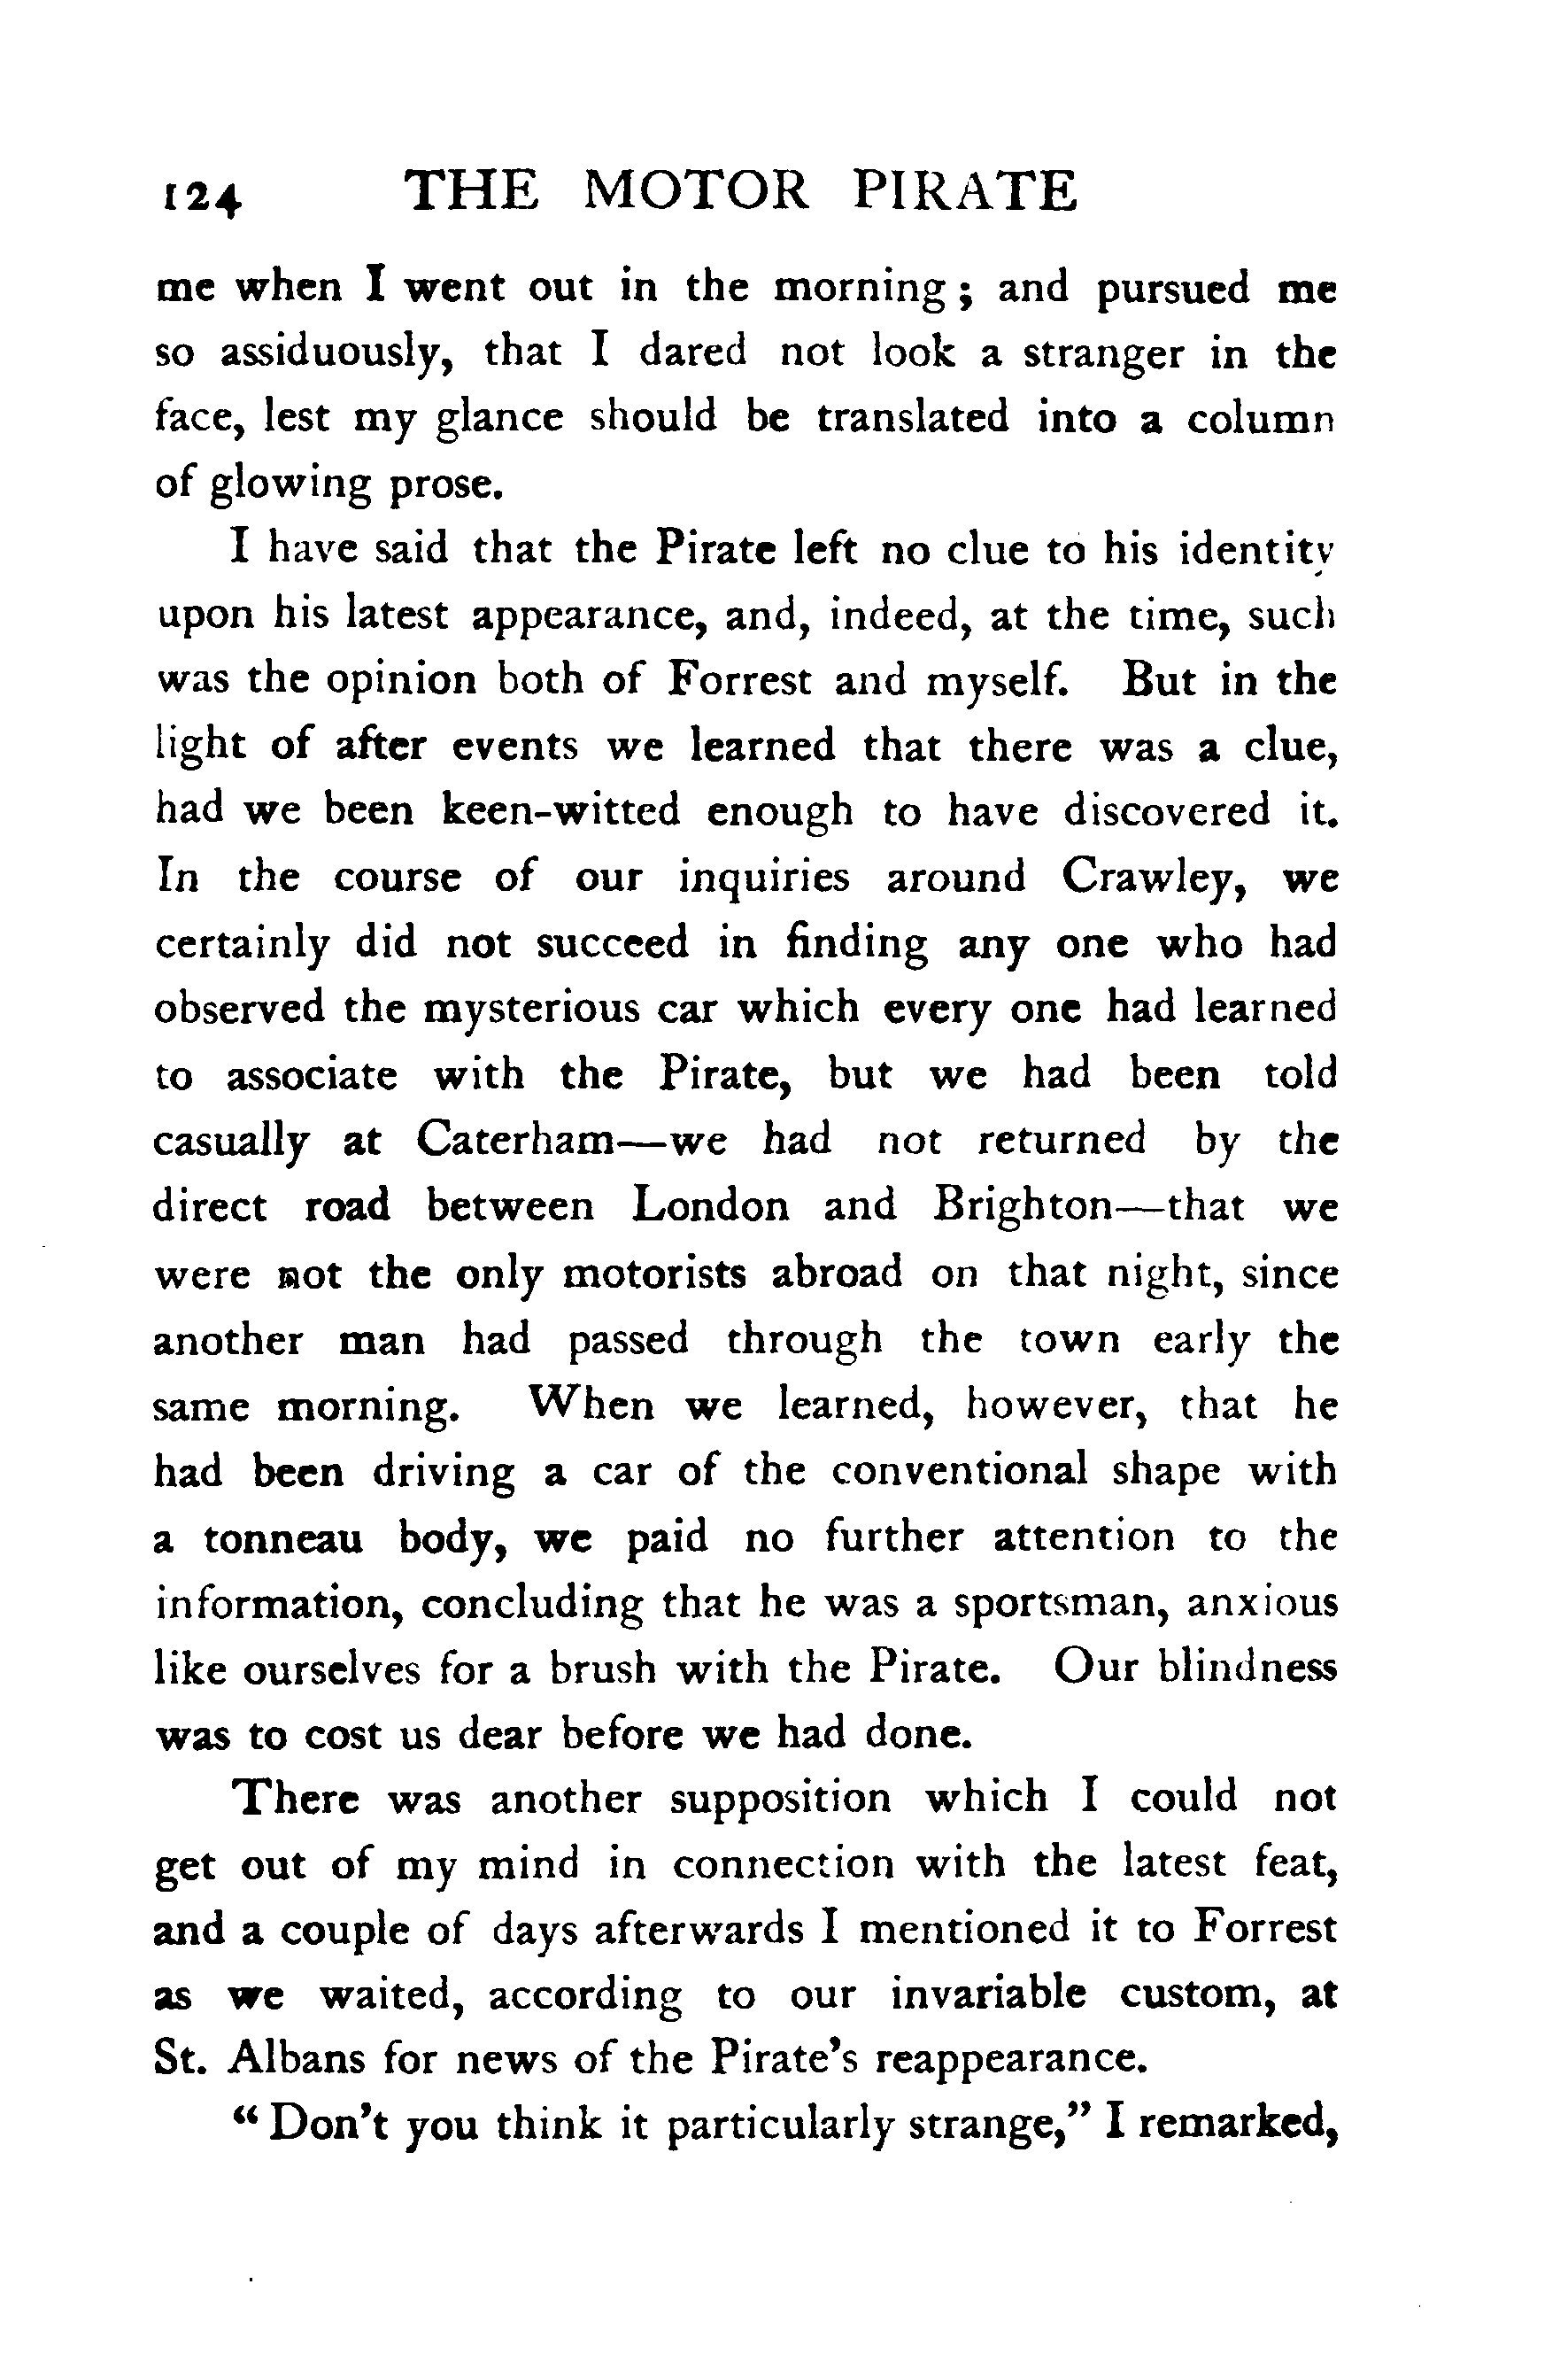 124 THE MOTOR PIRATE
me when I went out in the morning; and pursued me
so assiduously, that I dared not look a stranger in the
face, lest my glance should be translated into a column
of glowing prose.
I have said that the Pirate left no clue to his identity
upon his latest appearance, and, indeed, at the time, such
was the opinion both of Forrest and myself. But in the
light of after events we learned that there was a clue,
had we been keen-witted enough to have discovered it.
In the course of our inquiries around Crawley, we
certainly did not succeed in finding any one who had
observed the mysterious car which every one had learned
to associate with the Pirate, but we had been told
casually at Caterham—we had not returned by the
direct road between London and Brighton—that we
were not the only motorists abroad on that night, since
another man had passed through the town early the
same morning. When we learned, however, that he
had been driving a car of the conventional shape with
a tonneau body, we paid no further attention to the
information, concluding that he was a sportsman, anxious
like ourselves for a brush with the Pirate. Our blindness
was to cost us dear before we had done.
There was another supposition which I could not
get out of my mind in connection with the latest feat,
and a couple of days afterwards I mentioned it to Forrest
as we waited, according to our invariable custom, at
St. Albans for news of the Pirate's reappearance.
"Don't you think it particularly strange," I remarked,